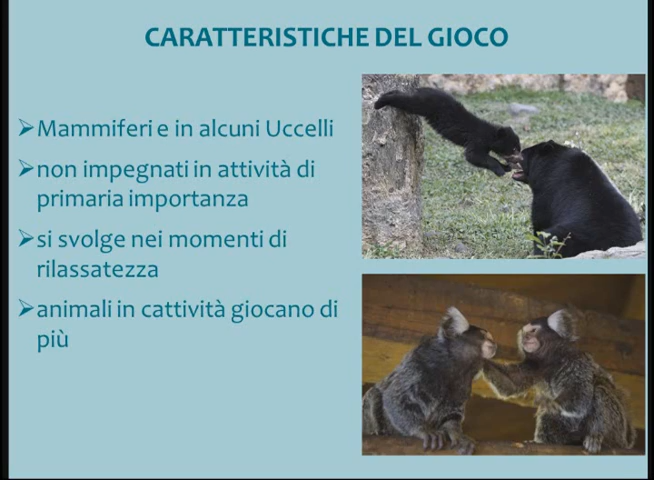 CARATTERISTICHE DEL GIOCO
➢Mammiferi e in alcuni Uccelli
➢non impegnati in attività di
primaria importanza
➢si svolge nei momenti di
rilassatezza
➢animali in cattività giocano di
più